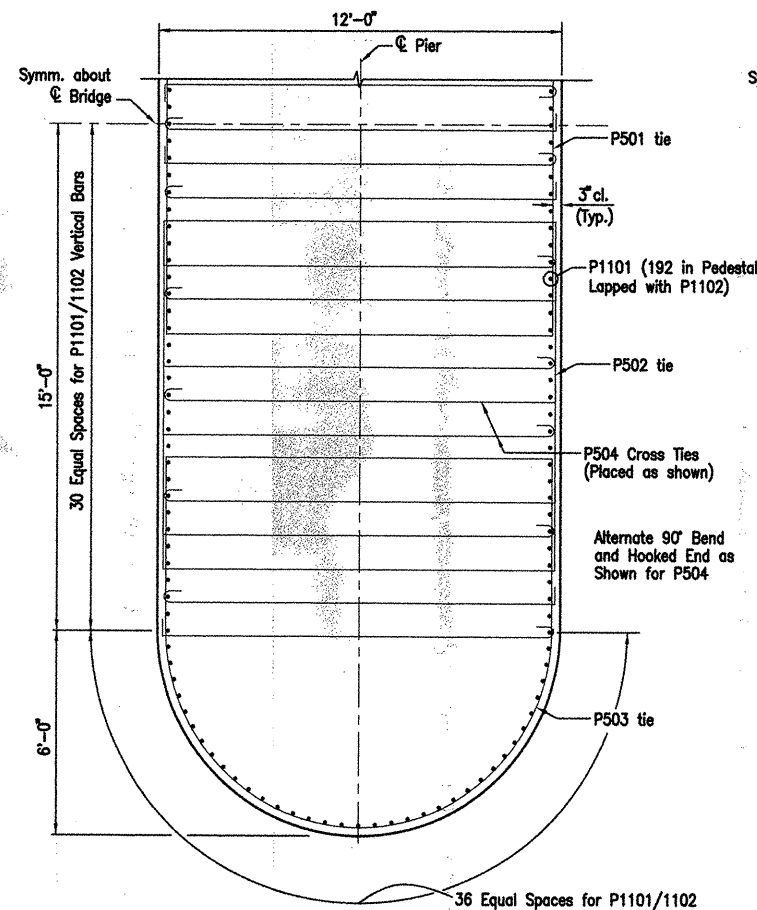 12'-0"
℄ Pier
Symm. about
℄ Bridge
S
P501 tie
3" cl.
(Typ.)
P1101 (192 in Pedestal
Lapped with P1102)
P502 tie
15'-0"
30 Equal Spaces for P1101/1102 Vertical Bars
P504 Cross Ties
(Placed as shown)
Alternate 90° Bend
and Hooked End as
Shown for P504
6'-0"
P503 tie
36 Equal Spaces for P1101/1102